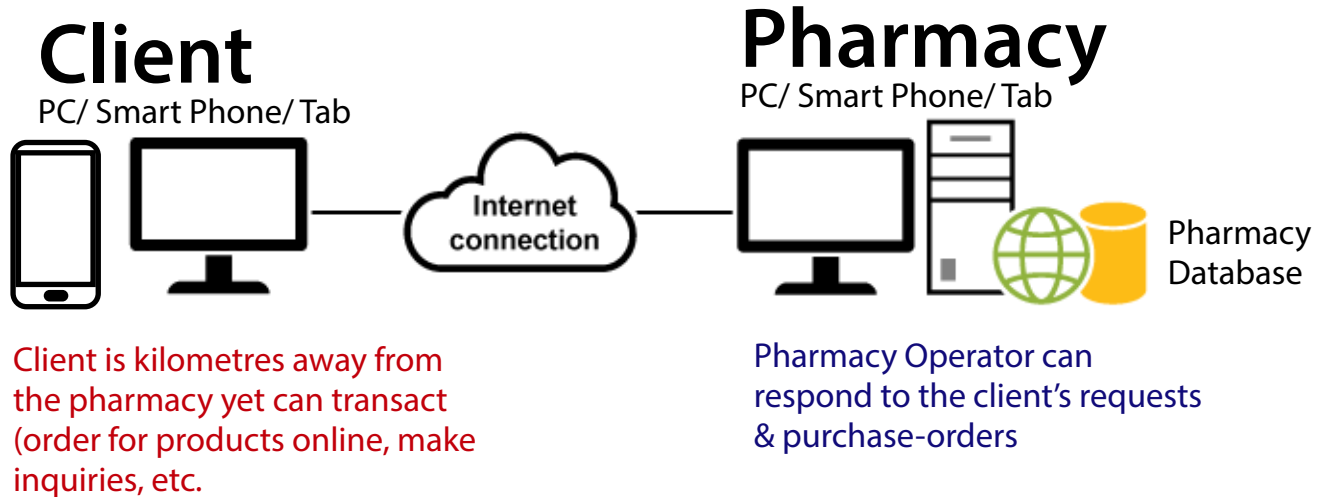 Client
PC/ Smart Phone/ Tab
Pharmacy
PC/ Smart Phone/ Tab
Internet
connection
Pharmacy
Database
Client is kilometres away from
the pharmacy yet can transact
(order for products online, make
inquiries, etc.
Pharmacy Operator can
respond to the client’s requests
& purchase-orders